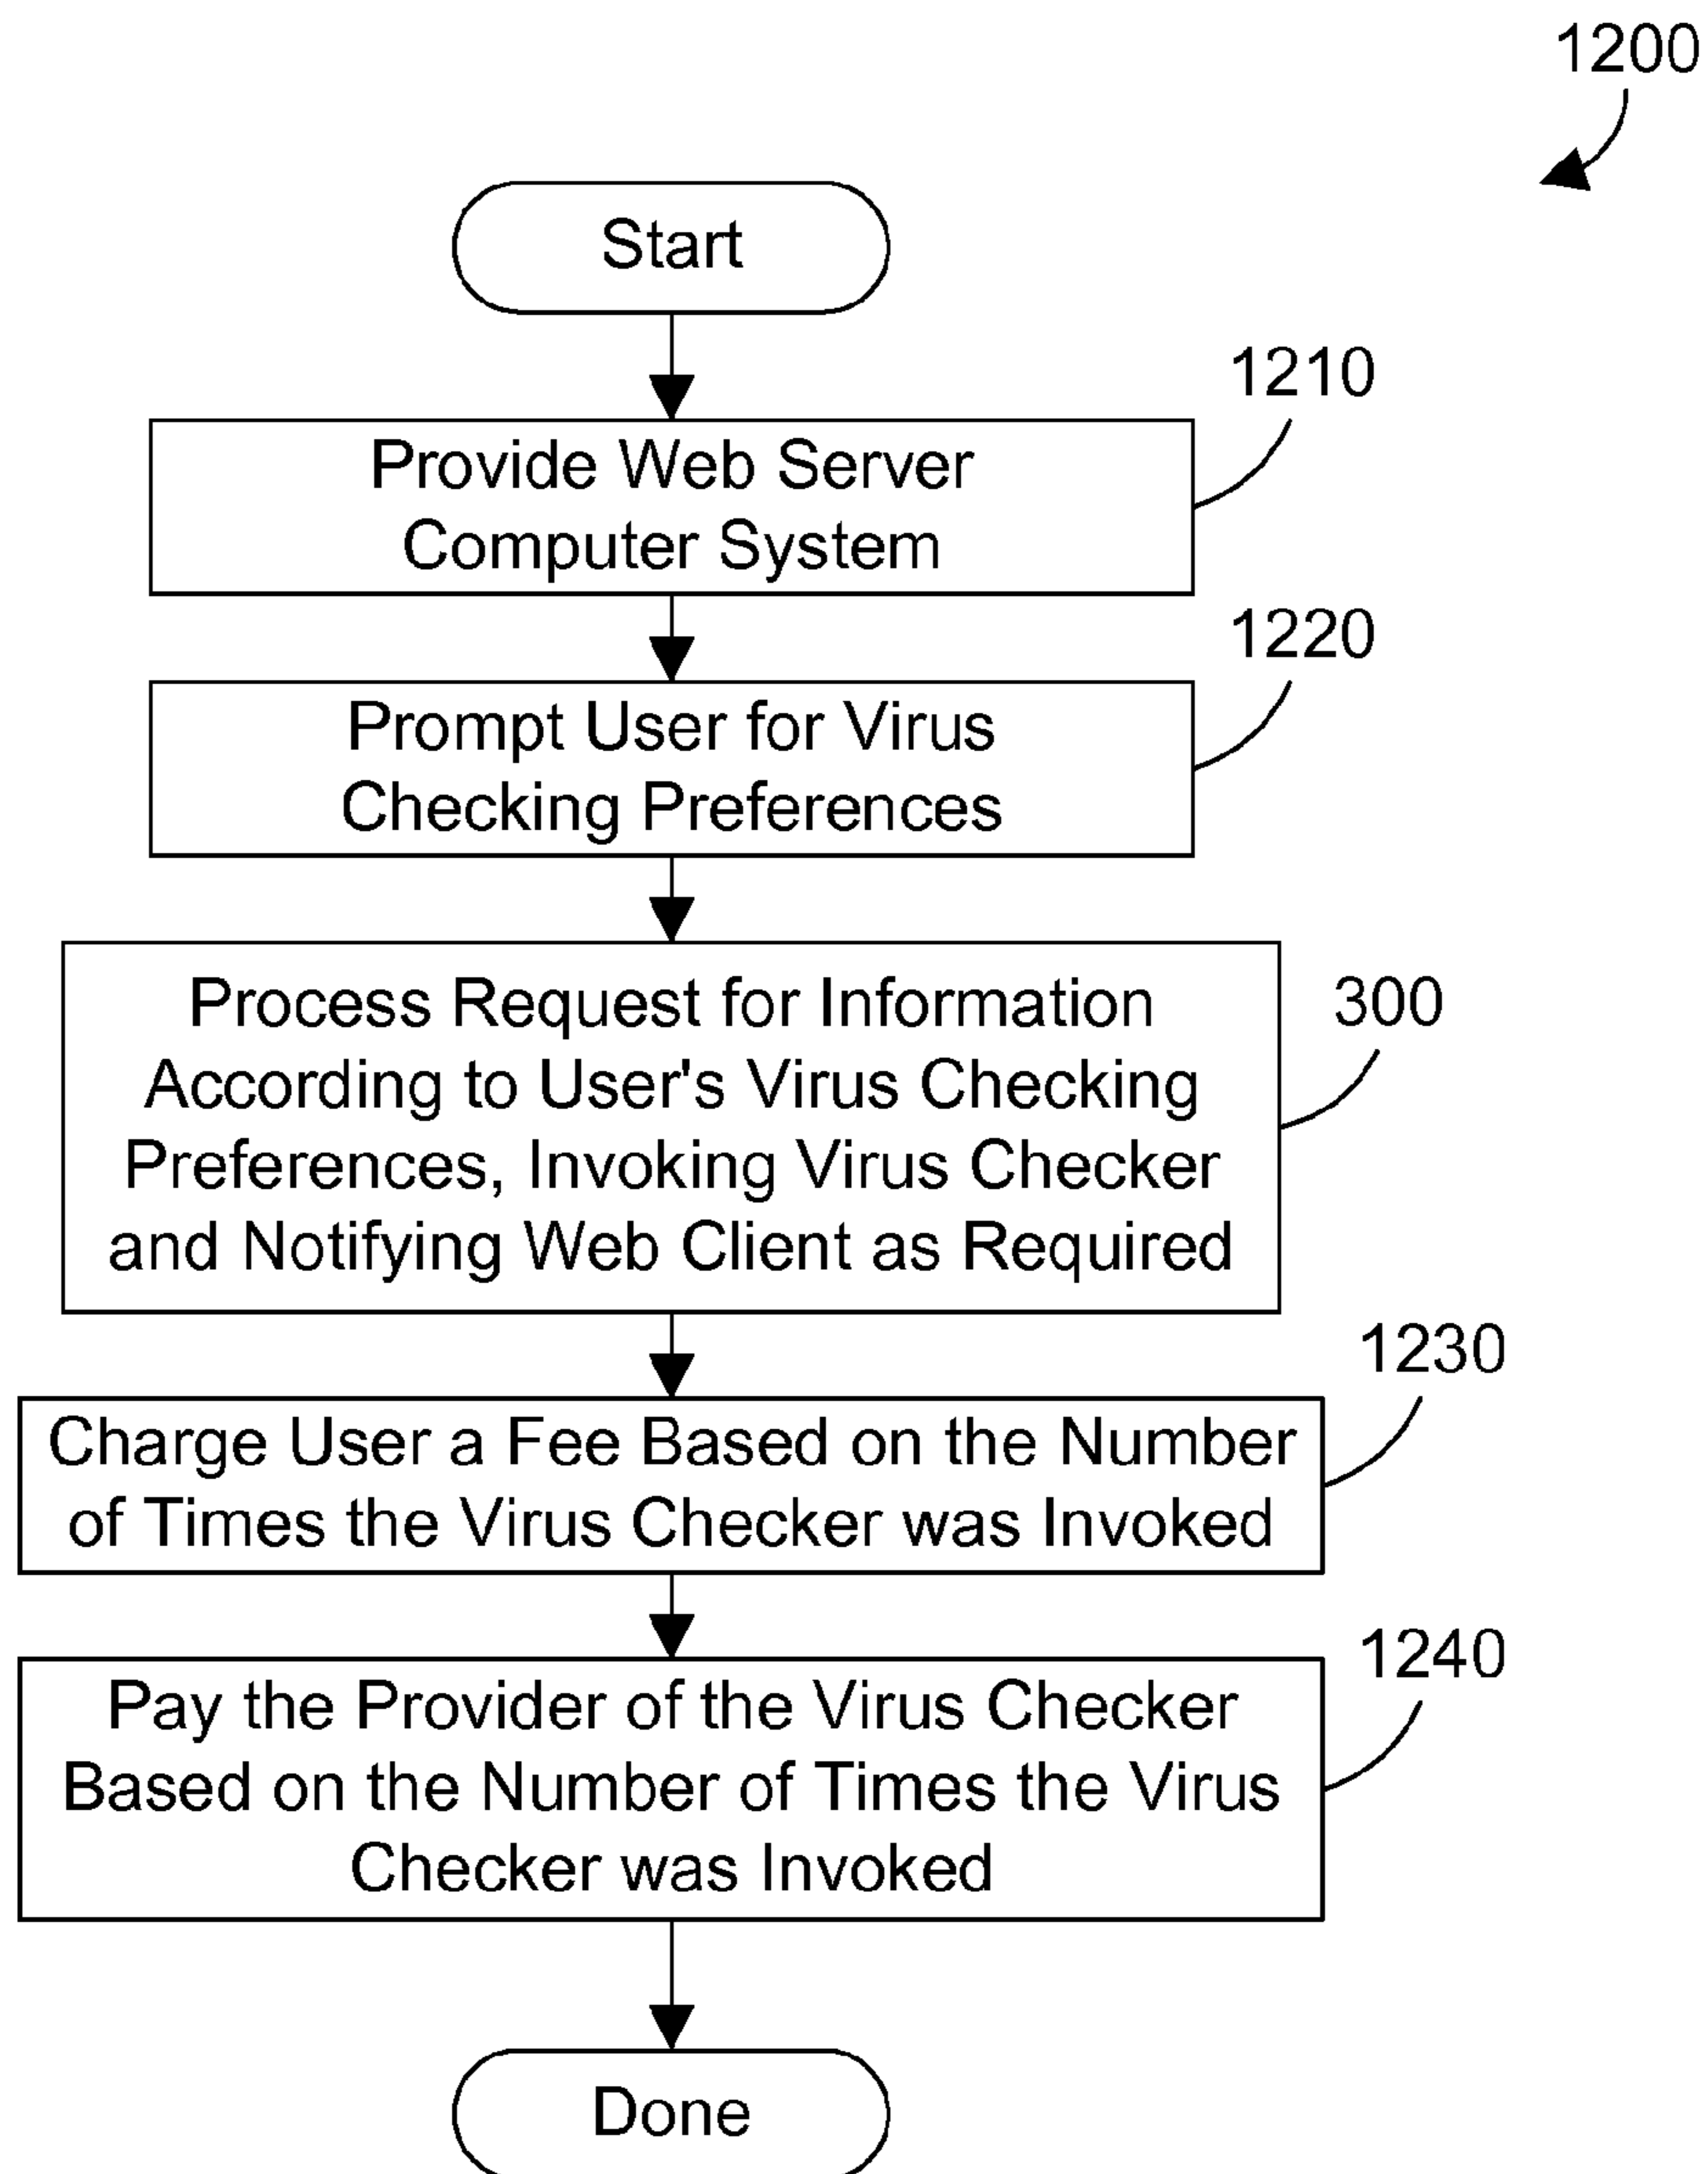 1200
Start
1210
Provide Web Server
Computer System
1220
Prompt User for Virus
Checking Preferences
300
Process Request for Information
According to User's Virus Checking
Preferences, Invoking Virus Checker
and Notifying Web Client as Required
1230
Charge User a Fee Based on the Number
of Times the Virus Checker was Invoked
1240
Pay the Provider of the Virus Checker
Based on the Number of Times the Virus
Checker was Invoked
Done